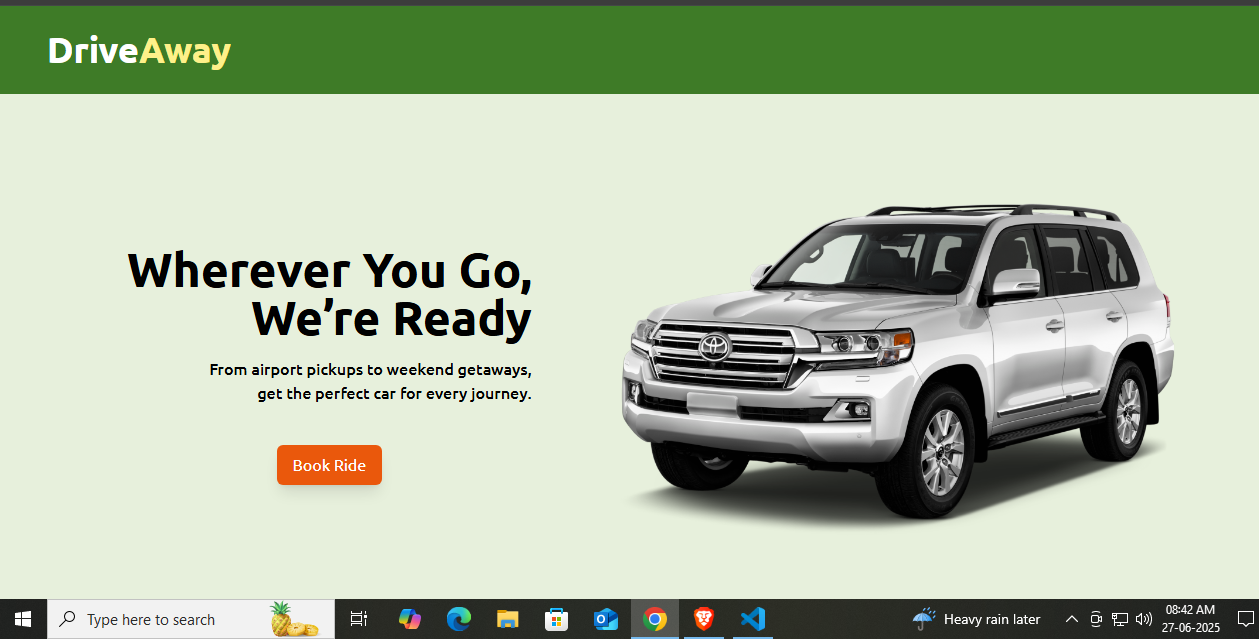 DriveAway
Wherever You Go,
We're Ready
From airport pickups to weekend getaways,
get the perfect car for every journey.
Book Ride
Type here to search
Heavy rain later
08:42 AM
27-06-2025